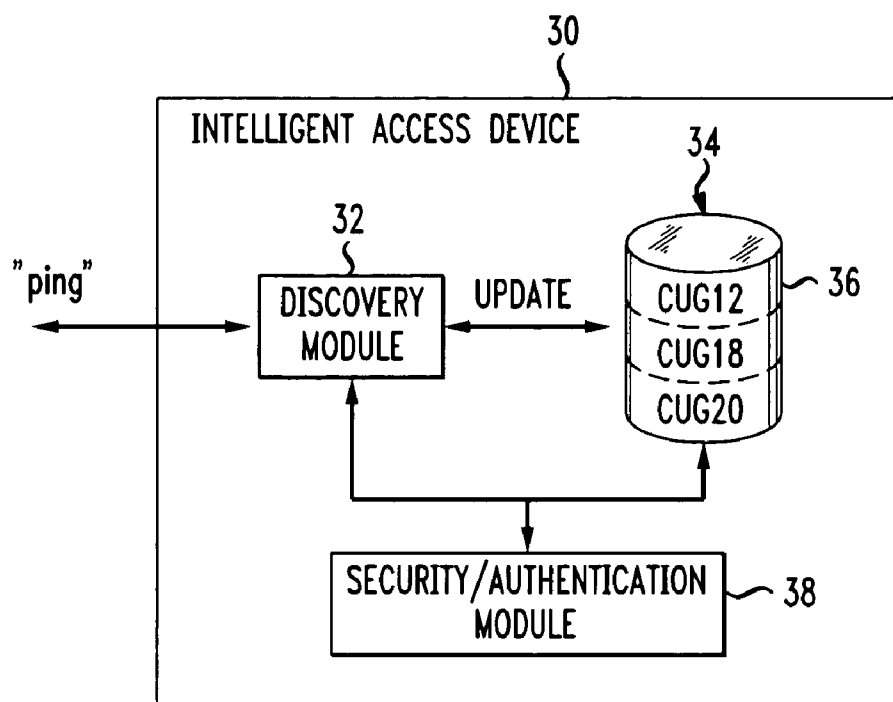 30
INTELLIGENT ACCESS DEVICE
34
32
"ping"
DISCOVERY
MODULE
UPDATE
36
CUG12
CUG18
CUG20
SECURITY/AUTHENTICATION
MODULE
38